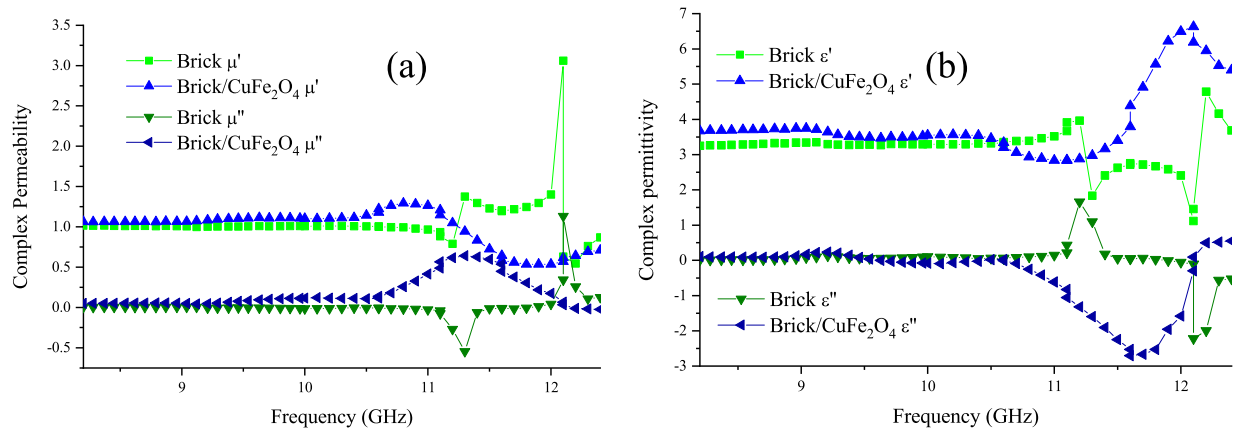 3.5
3.0
2.5
2.0
1.5
1.0
0.5
0.0
-0.5
Complex Permeability
Brick μ'
Brick/CuFe₂O₄ μ'
Brick μ"
Brick/CuFe₂O₄ μ"
(a)
9 10 11 12
Frequency (GHz)
7
6
5
4
3
2
1
0
-1
-2
-3
Complex permittivity
Brick ε'
Brick/CuFe₂O₄ ε'
(b)
Brick ε"
Brick/CuFe₂O₄ ε"
9 10 11 12
Frequency (GHz)